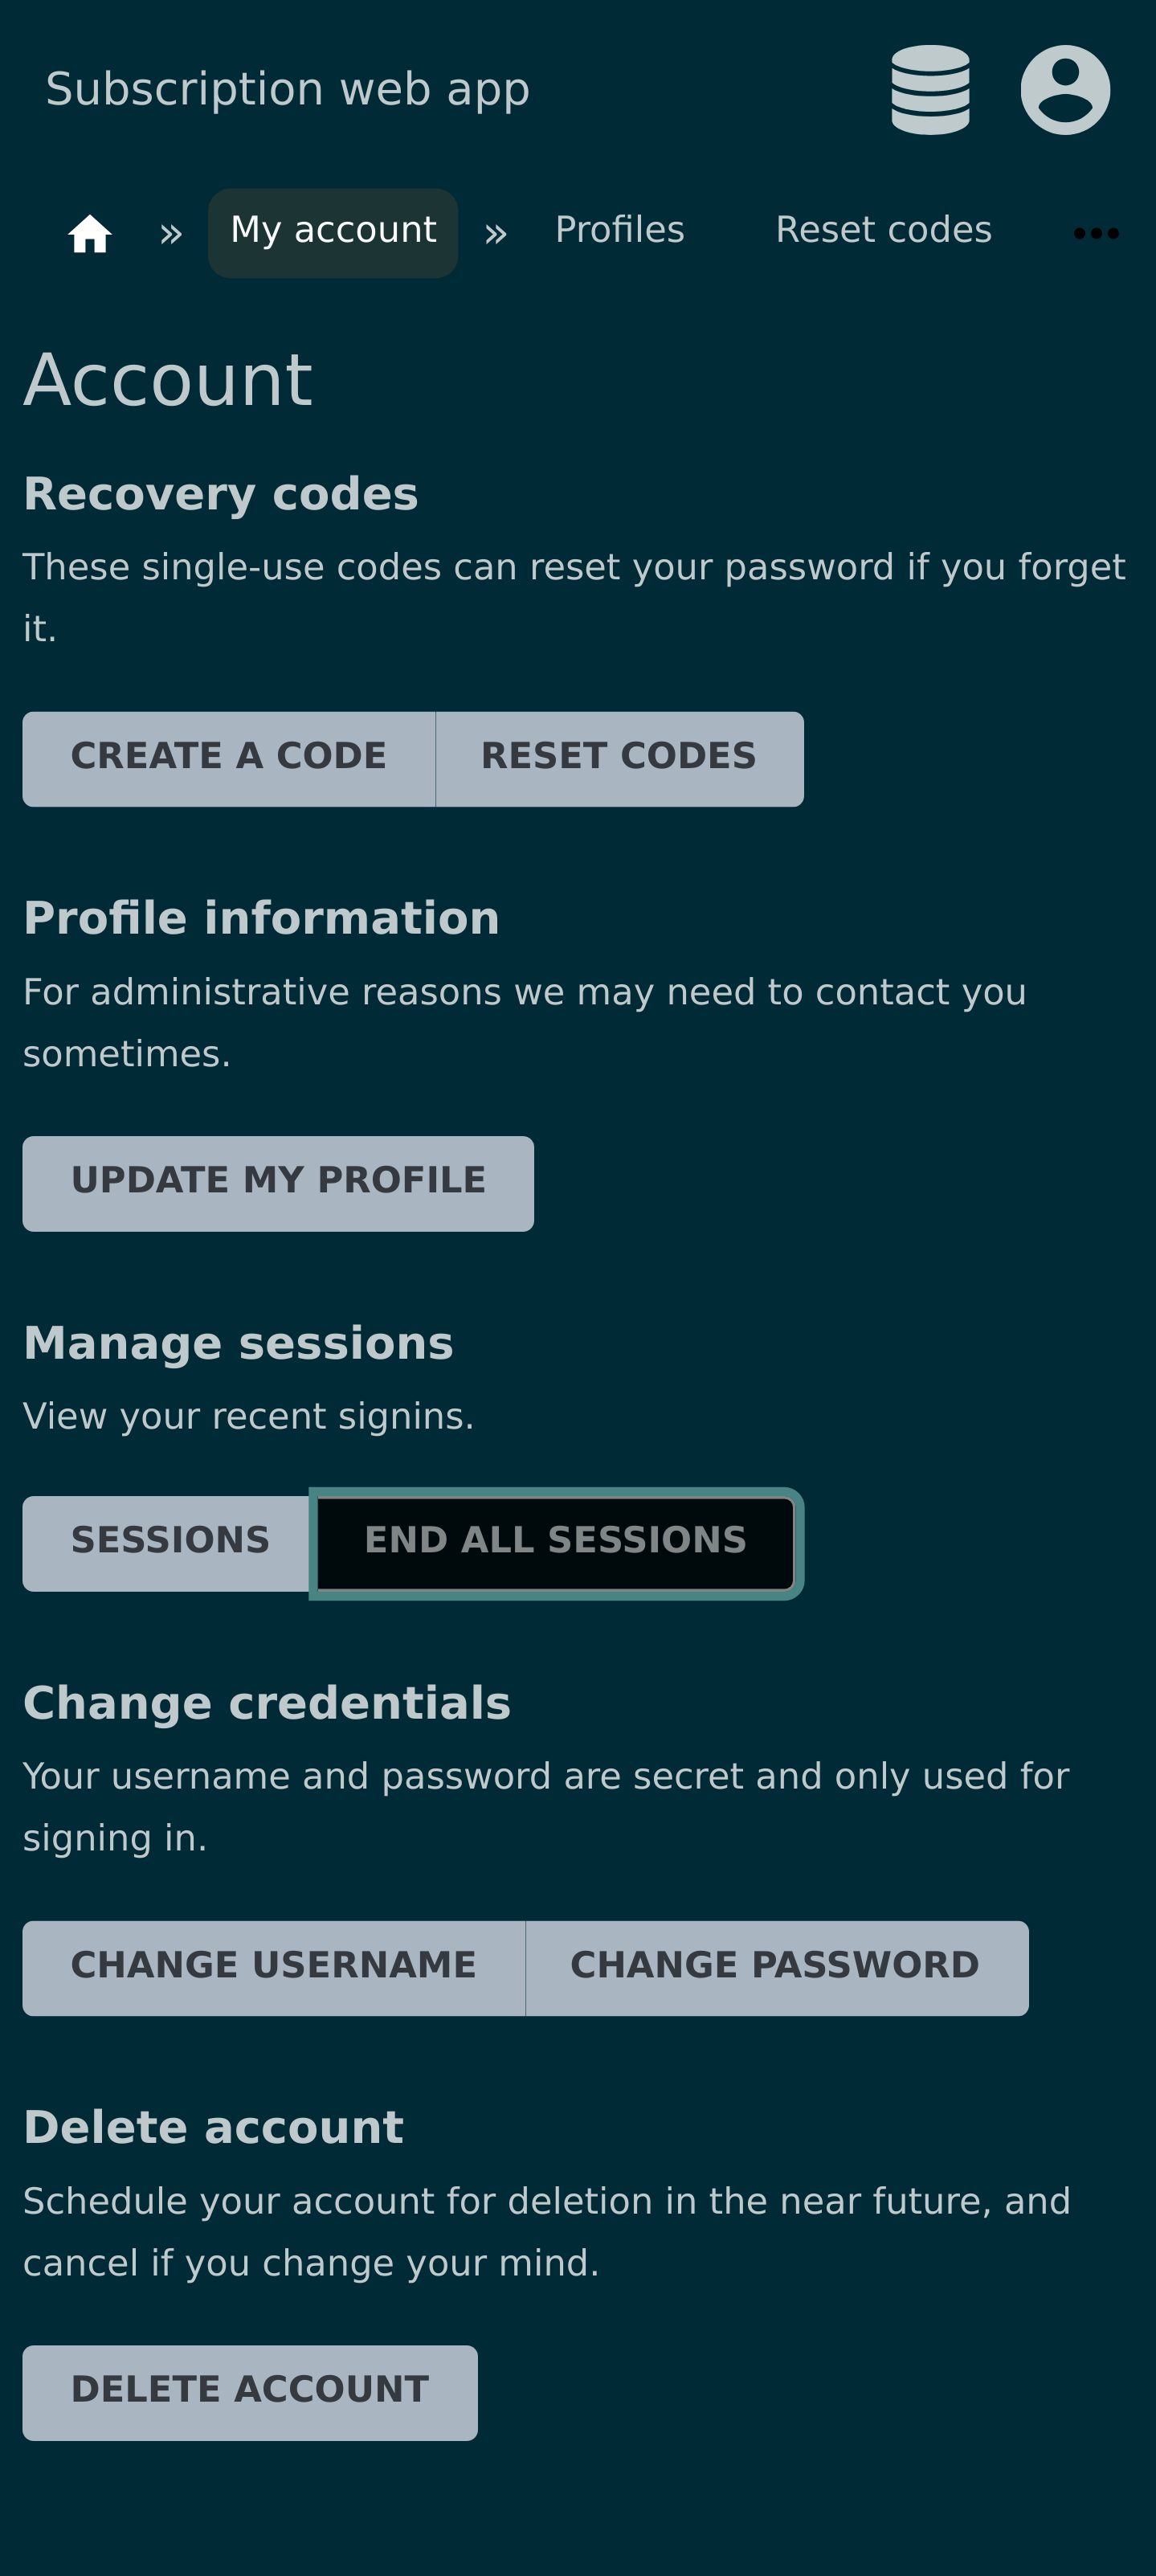 Subscription web app
» My account » Profiles Reset codes •••
Account
Recovery codes
These single-use codes can reset your password if you forget
it.
CREATE A CODE RESET CODES
Profile information
For administrative reasons we may need to contact you
sometimes.
UPDATE MY PROFILE
Manage sessions
View your recent signins.
SESSIONS END ALL SESSIONS
Change credentials
Your username and password are secret and only used for
signing in.
CHANGE USERNAME CHANGE PASSWORD
Delete account
Schedule your account for deletion in the near future, and
cancel if you change your mind.
DELETE ACCOUNT